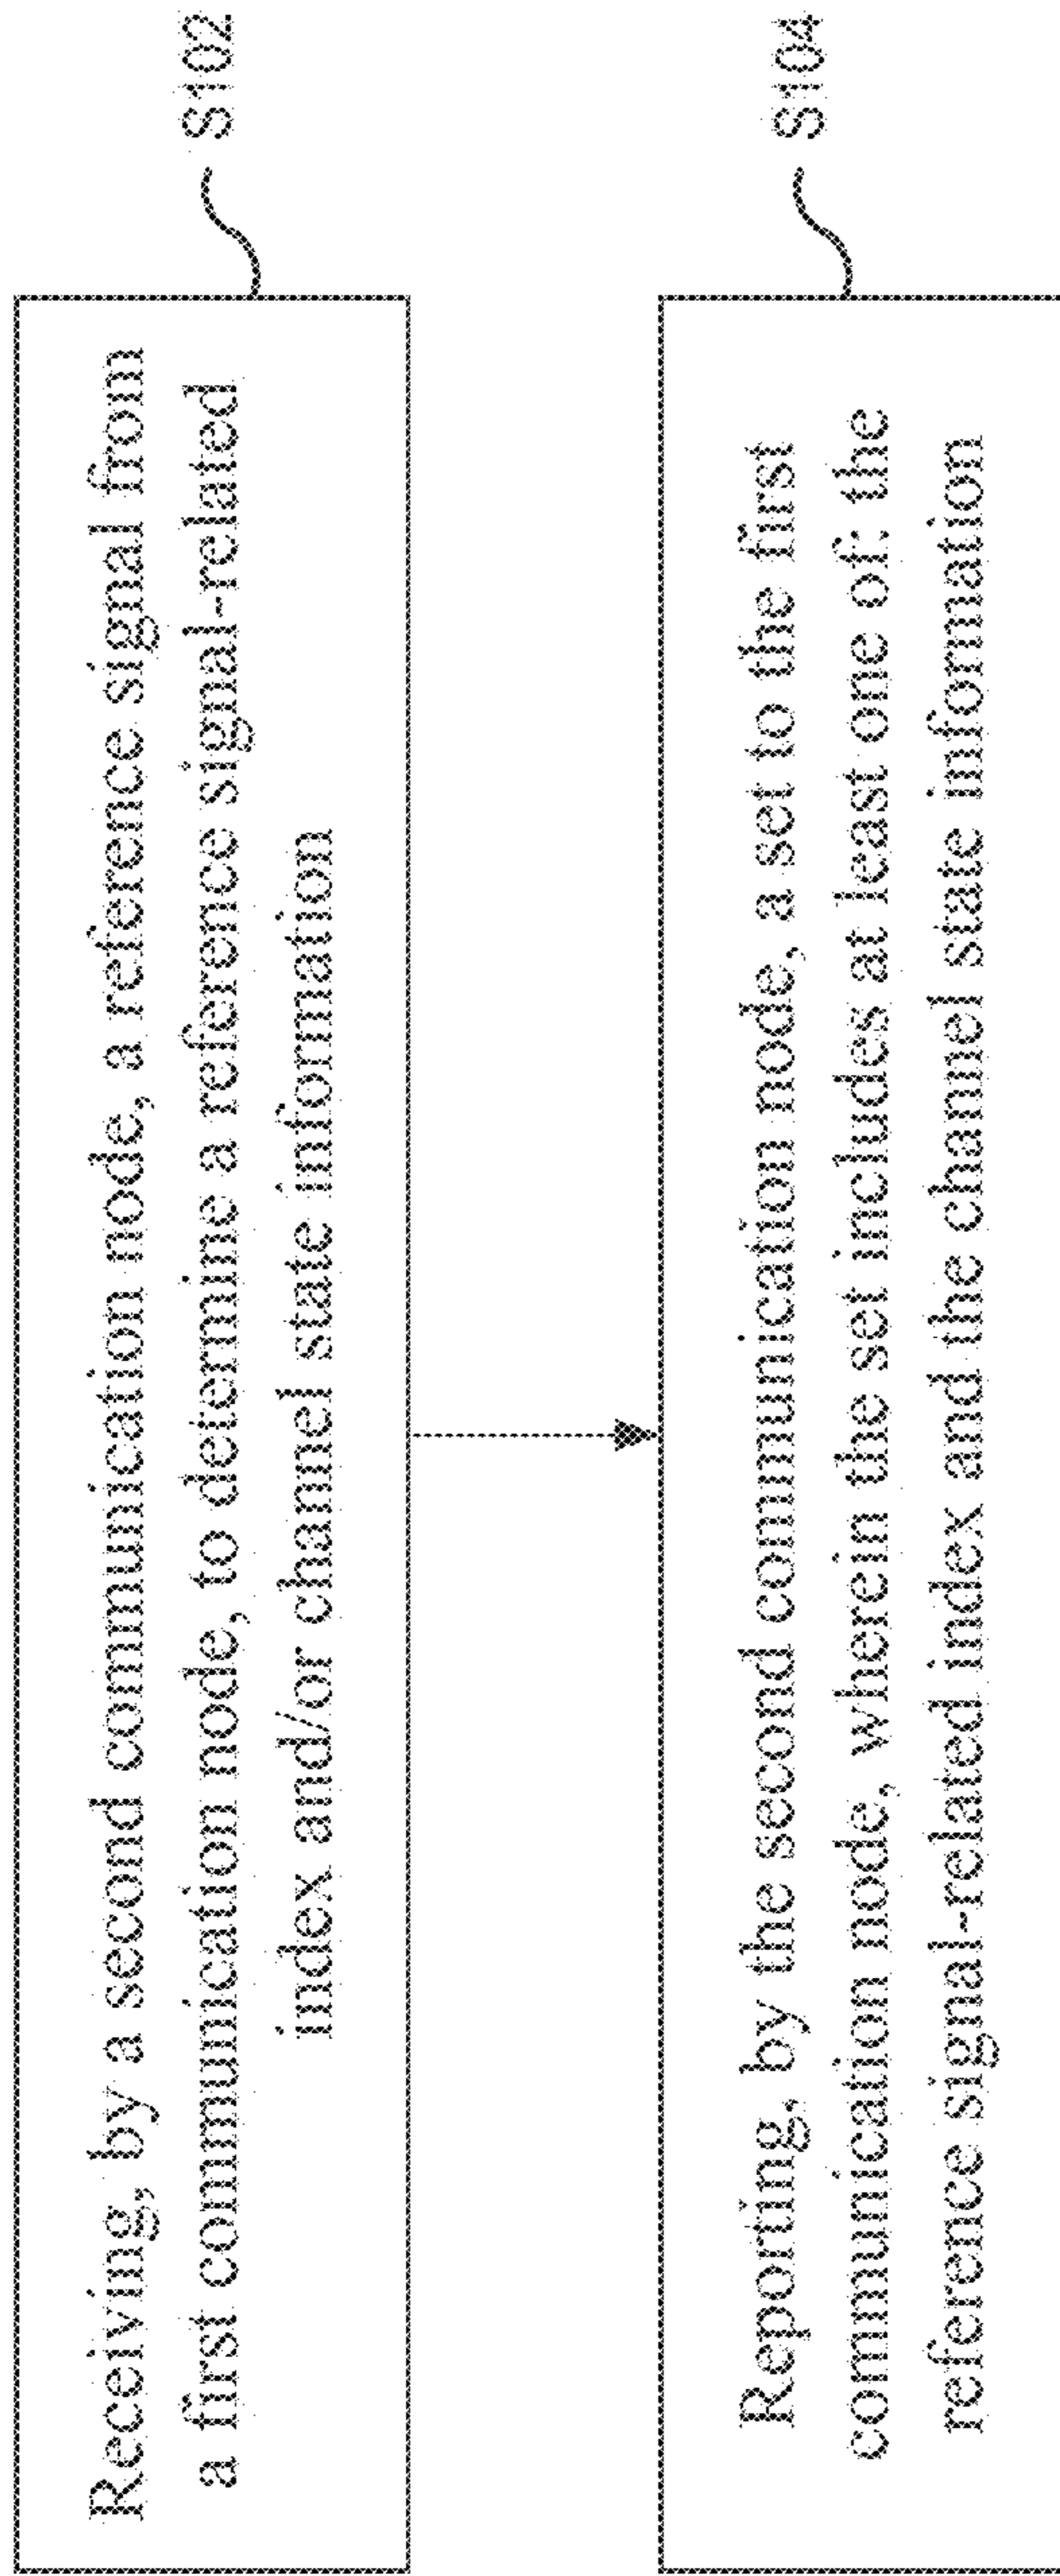 Receiving, by a second communication node, a reference signal from
a first communication node, to determine a reference signal-related
index and/or channel state information
S102
Reporting, by the second communication node, a set to the first
communication node, wherein the set includes at least one of: the
reference signal-related index and the channel state information
S104